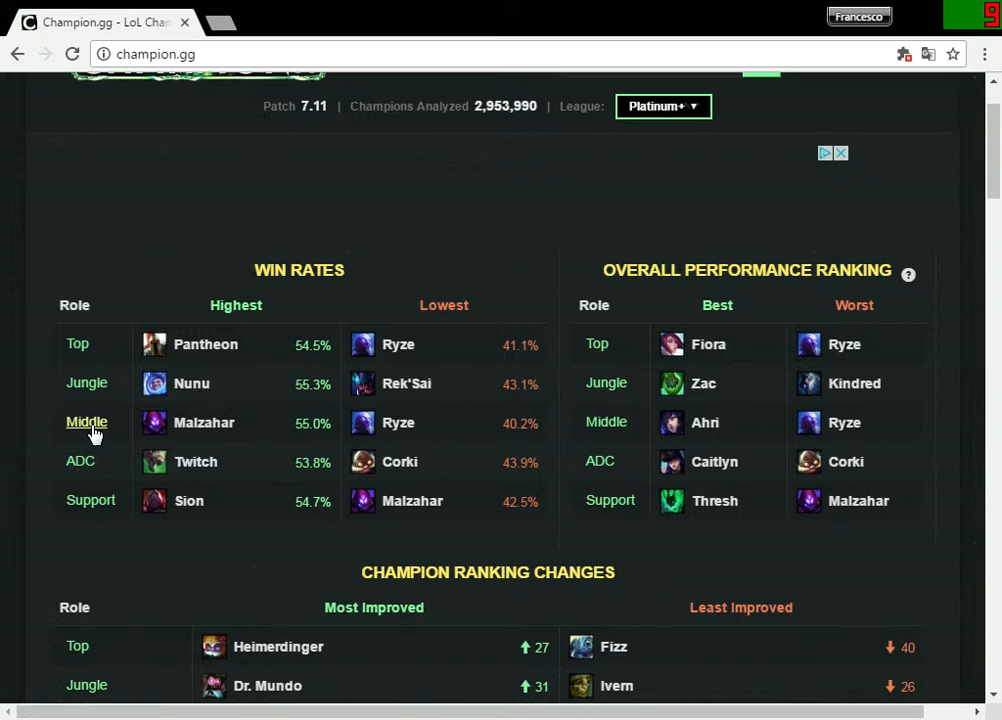 Champion.gg - LoL Chan
Francesco
9
champion.gg
Patch 7.11 | Champions Analyzed 2,953,990 | League: Platinum+ ▼
WIN RATES
Role Highest Lowest
Top Pantheon 54.5% Ryze 41.1%
Jungle Nunu 55.3% Rek'Sai 43.1%
Middle Malzahar 55.0% Ryze 40.2%
ADC Twitch 53.8% Corki 43.9%
Support Sion 54.7% Malzahar 42.5%
OVERALL PERFORMANCE RANKING ?
Role Best Worst
Top Fiora Ryze
Jungle Zac Kindred
Middle Ahri Ryze
ADC Caitlyn Corki
Support Thresh Malzahar
CHAMPION RANKING CHANGES
Role Most Improved Least Improved
Top Heimerdinger 27 Fizz 40
Jungle Dr. Mundo 31 Ivern 26